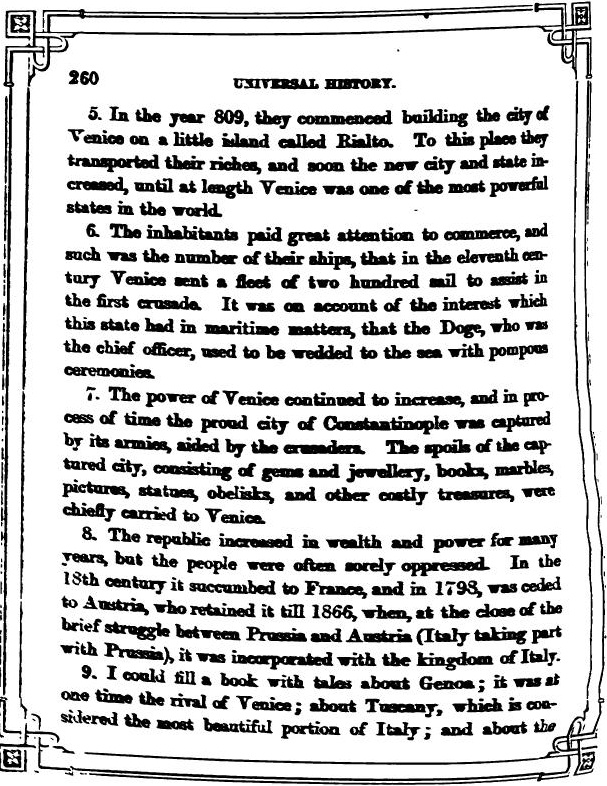 260
UNIVERSAL HISTORY.
5. In the year 809, they commenced building the city of
Venice on a little island called Rialto. To this place they
transported their riches, and soon the new city and state in-
creased, until at length Venice was one of the most powerful
states in the world.
6. The inhabitants paid great attention to commerce, and
such was the number of their ships, that in the eleventh cen-
tury Venice sent a fleet of two hundred sail to assist in
the first crusade. It was on account of the interest which
this state had in maritime matters, that the Doge, who was
the chief officer, used to be wedded to the sea with pompous
ceremonies.
7. The power of Venice continued to increase, and in pro-
cess of time the proud city of Constantinople was captured
by its armies, aided by the crusaders. The spoils of the cap-
tured city, consisting of gems and jewellery, books, marbles,
pictures, statues, obelisks, and other costly treasures, were
chiefly carried to Venice.
8. The republic increased in wealth and power for many
years, but the people were often sorely oppressed. In the
18th century it succumbed to France, and in 1798, was ceded
to Austria, who retained it till 1866, when, at the close of the
brief struggle between Prussia and Austria (Italy taking part
with Prussia), it was incorporated with the kingdom of Italy.
9. I could fill a book with tales about Genoa; it was at
one time the rival of Venice; about Tuscany, which is con-
sidered the most beautiful portion of Italy; and about the